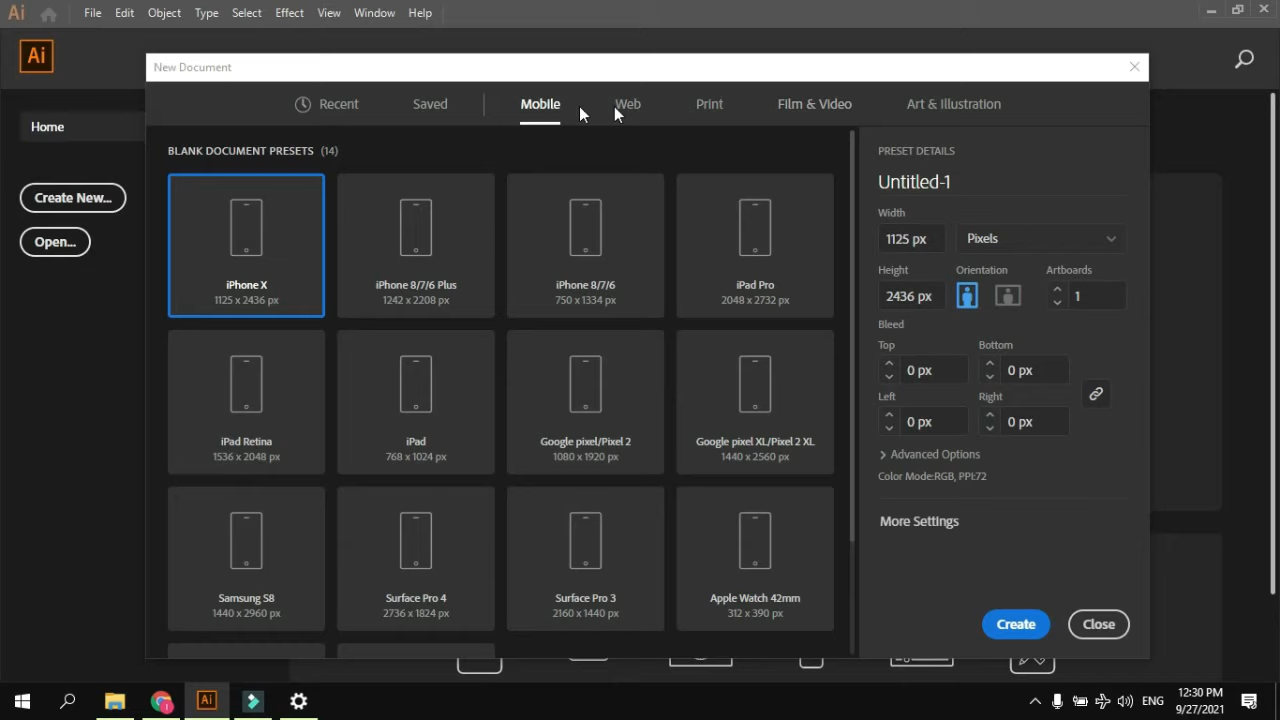 Ai File Edit Object Type Select Effect View Window Help
Ai
New Document
Recent Saved Mobile Web Print Film & Video Art & Illustration
Home
Create New...
Open...
BLANK DOCUMENT PRESETS (14)
iPhone X
1125 x 2436 px
iPhone 8/7/6 Plus
1242 x 2208 px
iPhone 8/7/6
750 x 1334 px
iPad Pro
2048 x 2732 px
iPad Retina
1536 x 2048 px
iPad
768 x 1024 px
Google pixel/Pixel 2
1080 x 1920 px
Google pixel XL/Pixel 2 XL
1440 x 2560 px
Samsung S8
1440 x 2960 px
Surface Pro 4
2736 x 1824 px
Surface Pro 3
2160 x 1440 px
Apple Watch 42mm
312 x 390 px
PRESET DETAILS
Untitled-1
Width
1125 px Pixels
Height Orientation Artboards
2436 px 1
Bleed
Top Bottom
0 px 0 px
Left Right
0 px 0 px
Advanced Options
Color Mode:RGB, PPI:72
More Settings
Create Close
Ai
ENG
12:30 PM
9/27/2021